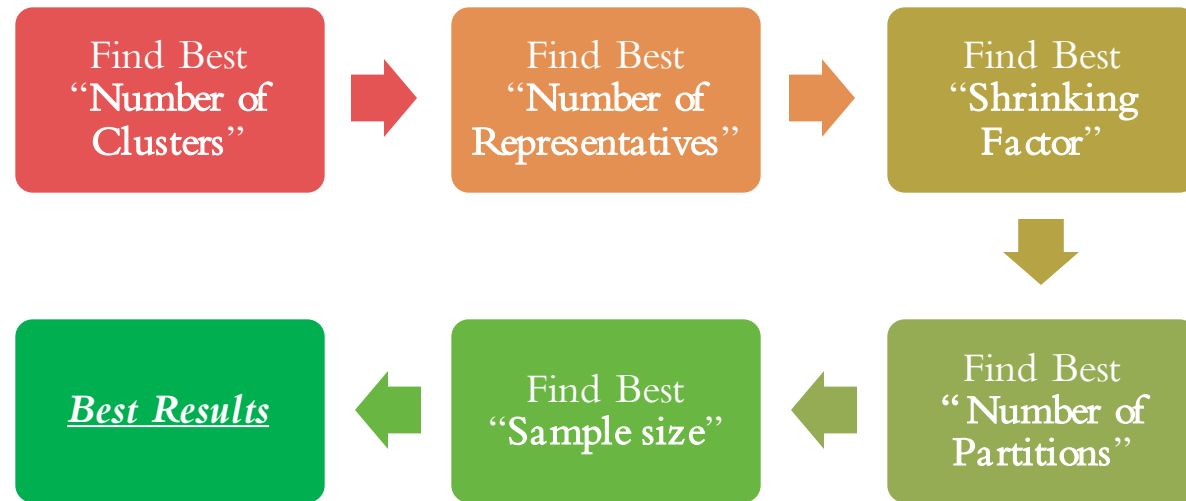 Find Best
“Number of
Clusters”
Find Best
“Number of
Representatives”
Find Best
“Shrinking
Factor”
Find Best
“ Number of
Partitions”
Find Best
“Sample size”
Best Results